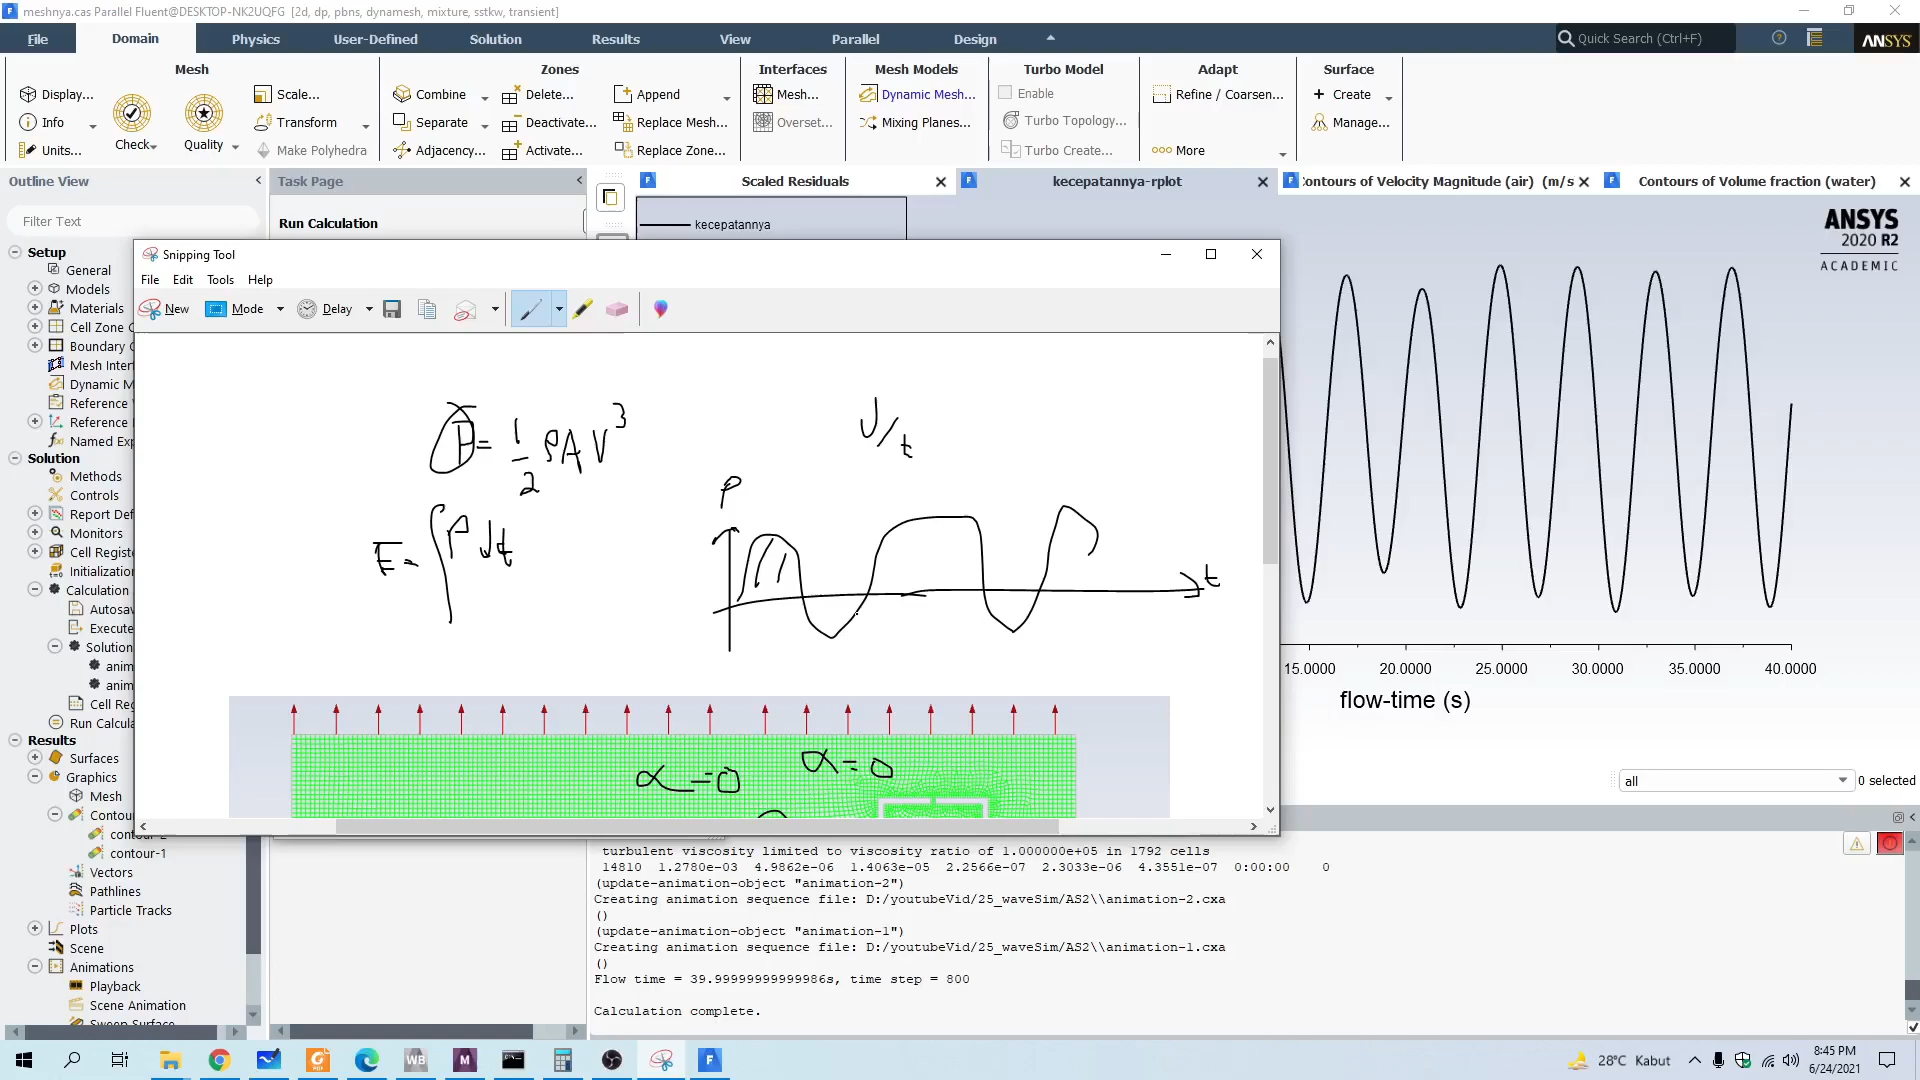 meshnya.cas Parallel Fluent@DESKTOP-NK2UQFG [2d, dp, pbns, dynamesh, mixture, sstkw, transient]
File Domain Physics User-Defined Solution Results View Parallel Design Quick Search (Ctrl+F) ANSYS
Mesh Zones Interfaces Mesh Models Turbo Model Adapt Surface
Display... Scale... Combine Delete... Append Mesh... Dynamic Mesh... Enable Refine / Coarsen... Create
Info Transform Separate Deactivate... Replace Mesh... Overset... Mixing Planes... Turbo Topology... Manage...
Units... Check Quality Make Polyhedra Adjacency... Activate... Replace Zone... Turbo Create... More
Outline View Task Page Scaled Residuals kecepatannya-rplot ontours of Velocity Magnitude (air) (m/s Contours of Volume fraction (water)
Filter Text
Run Calculation
kecepatannya
ANSYS
2020 R2
ACADEMIC
Setup
General
Models
Materials
Cell Zone C
Boundary C
Mesh Inter
Dynamic M
Reference
Reference
Named Exp
Solution
Methods
Controls
Report Def
Monitors
Cell Registe
Initializatio
Calculation
Autosav
Execute
Solution
anim
anim
Cell Reg
Run Calcula
Results
Surfaces
Graphics
Mesh
Contou
cont
contour-1
Vectors
Pathlines
Particle Tracks
Plots
Scene
Animations
Playback
Scene Animation
Sweep Surface
Snipping Tool
File Edit Tools Help
New Mode Delay
P = 1/2 ρAV³
J/t
P
E = ∫P dt
t
α = 0 α = 0
15.0000 20.0000 25.0000 30.0000 35.0000 40.0000
flow-time (s)
all 0 selected
turbulent viscosity limited to viscosity ratio of 1.000000e+05 in 1792 cells
14810 1.2780e-03 4.9862e-06 1.4063e-05 2.2566e-07 2.3033e-06 4.3551e-07 0:00:00 0
(update-animation-object "animation-2")
Creating animation sequence file: D:/youtubeVid/25_waveSim/AS2\\animation-2.cxa
()
(update-animation-object "animation-1")
Creating animation sequence file: D:/youtubeVid/25_waveSim/AS2\\animation-1.cxa
()
Flow time = 39.99999999999986s, time step = 800
Calculation complete.
WB M F 28°C Kabut 8:45 PM
6/24/2021